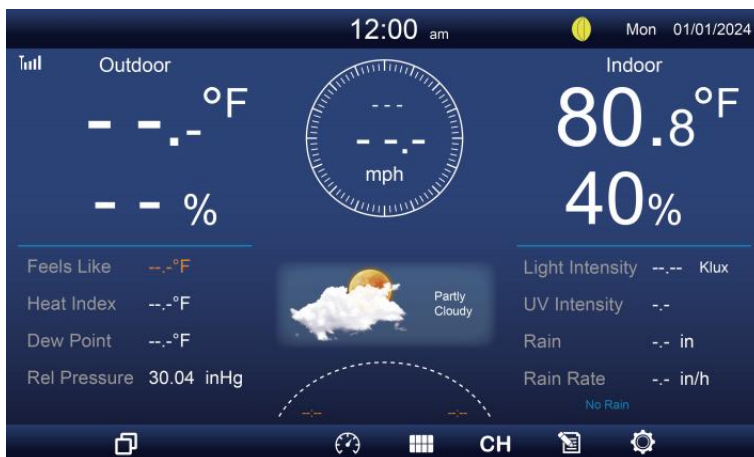 12:00 am
Mon 01/01/2024
Outdoor
--.-°F
-- %
Feels Like --.-°F
Heat Index --.-°F
Dew Point --.-°F
Rel Pressure 30.04 inHg
---
--.-
mph
Partly
Cloudy
--:-- --:--
Indoor
80.8°F
40%
Light Intensity --.-- Klux
UV Intensity -.-
Rain -.- in
Rain Rate -.- in/h
No Rain
CH